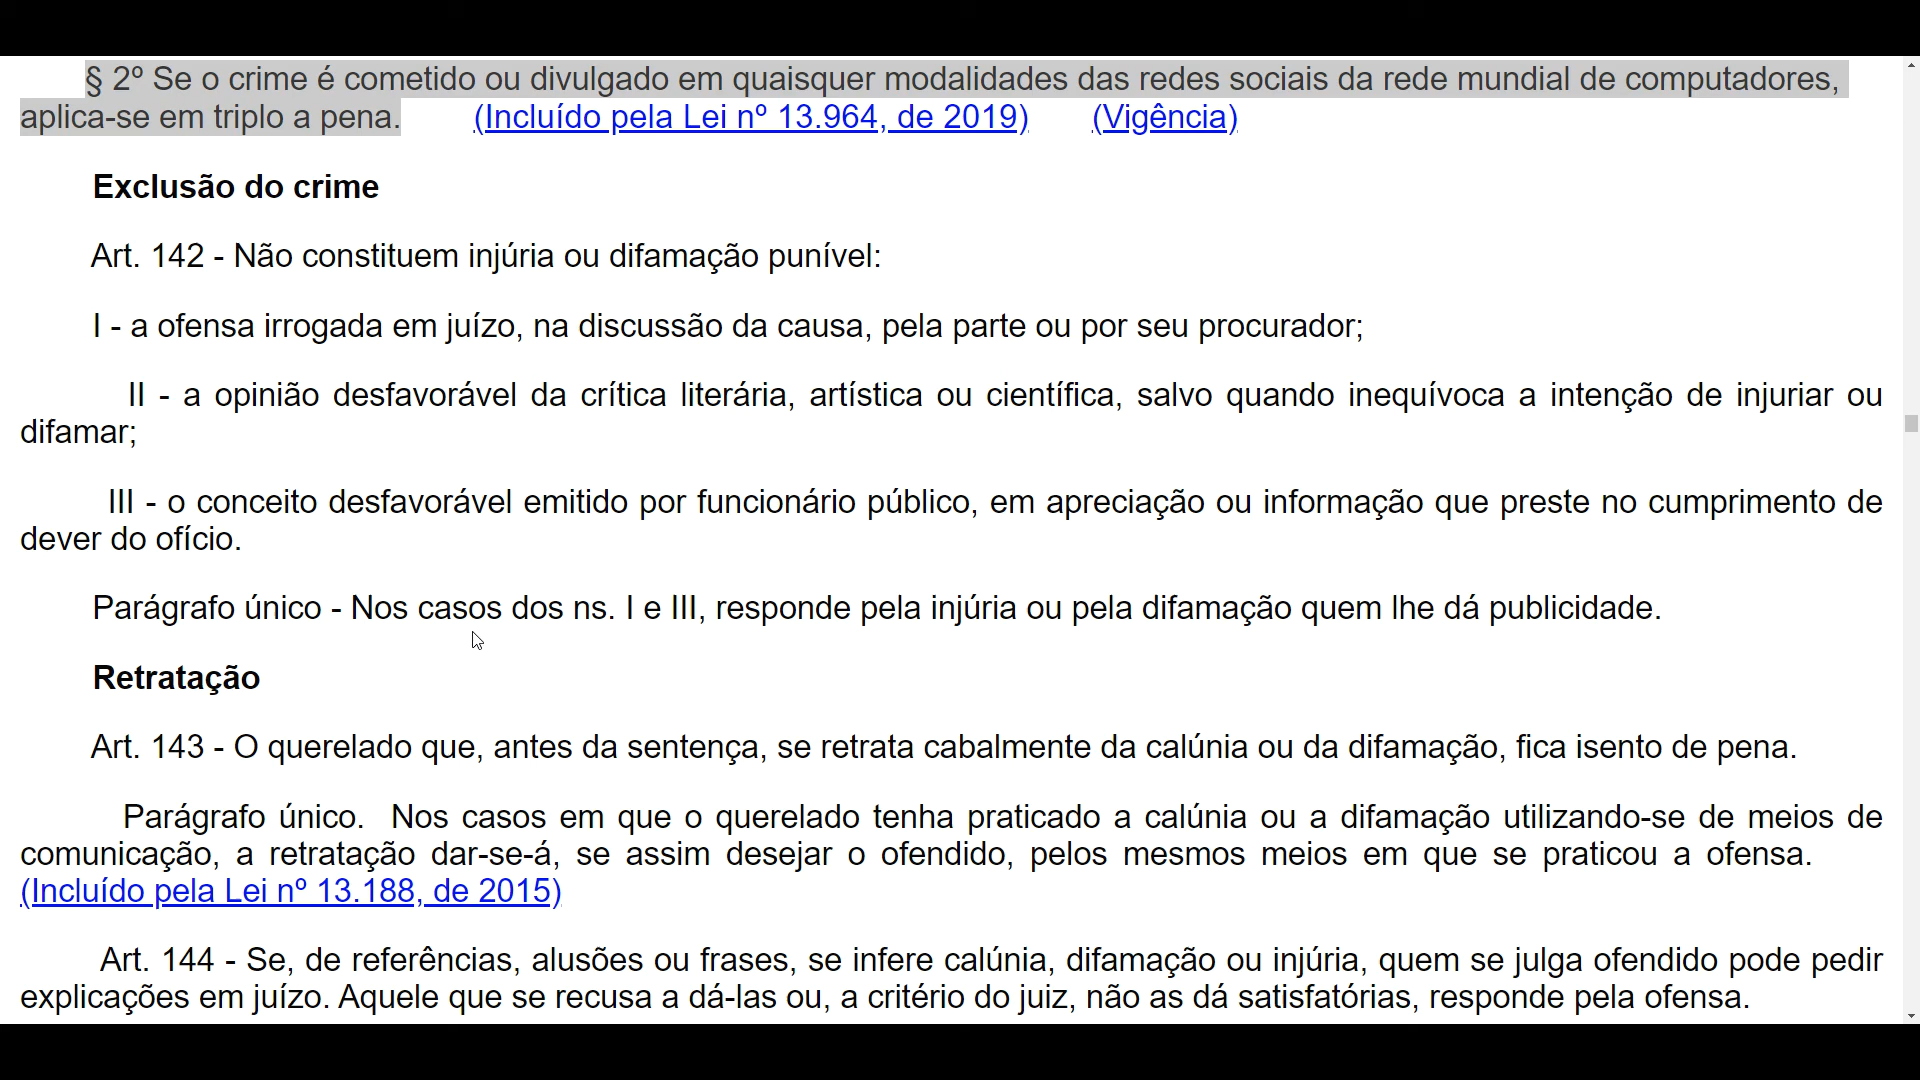 § 2º Se o crime é cometido ou divulgado em quaisquer modalidades das redes sociais da rede mundial de computadores,
aplica-se em triplo a pena. (Incluído pela Lei nº 13.964, de 2019) (Vigência)
Exclusão do crime
Art. 142 - Não constituem injúria ou difamação punível:
I - a ofensa irrogada em juízo, na discussão da causa, pela parte ou por seu procurador;
II - a opinião desfavorável da crítica literária, artística ou científica, salvo quando inequívoca a intenção de injuriar ou
difamar;
III - o conceito desfavorável emitido por funcionário público, em apreciação ou informação que preste no cumprimento de
dever do ofício.
Parágrafo único - Nos casos dos ns. I e III, responde pela injúria ou pela difamação quem lhe dá publicidade.
Retratação
Art. 143 - O querelado que, antes da sentença, se retrata cabalmente da calúnia ou da difamação, fica isento de pena.
Parágrafo único. Nos casos em que o querelado tenha praticado a calúnia ou a difamação utilizando-se de meios de
comunicação, a retratação dar-se-á, se assim desejar o ofendido, pelos mesmos meios em que se praticou a ofensa.
(Incluído pela Lei nº 13.188, de 2015)
Art. 144 - Se, de referências, alusões ou frases, se infere calúnia, difamação ou injúria, quem se julga ofendido pode pedir
explicações em juízo. Aquele que se recusa a dá-las ou, a critério do juiz, não as dá satisfatórias, responde pela ofensa.